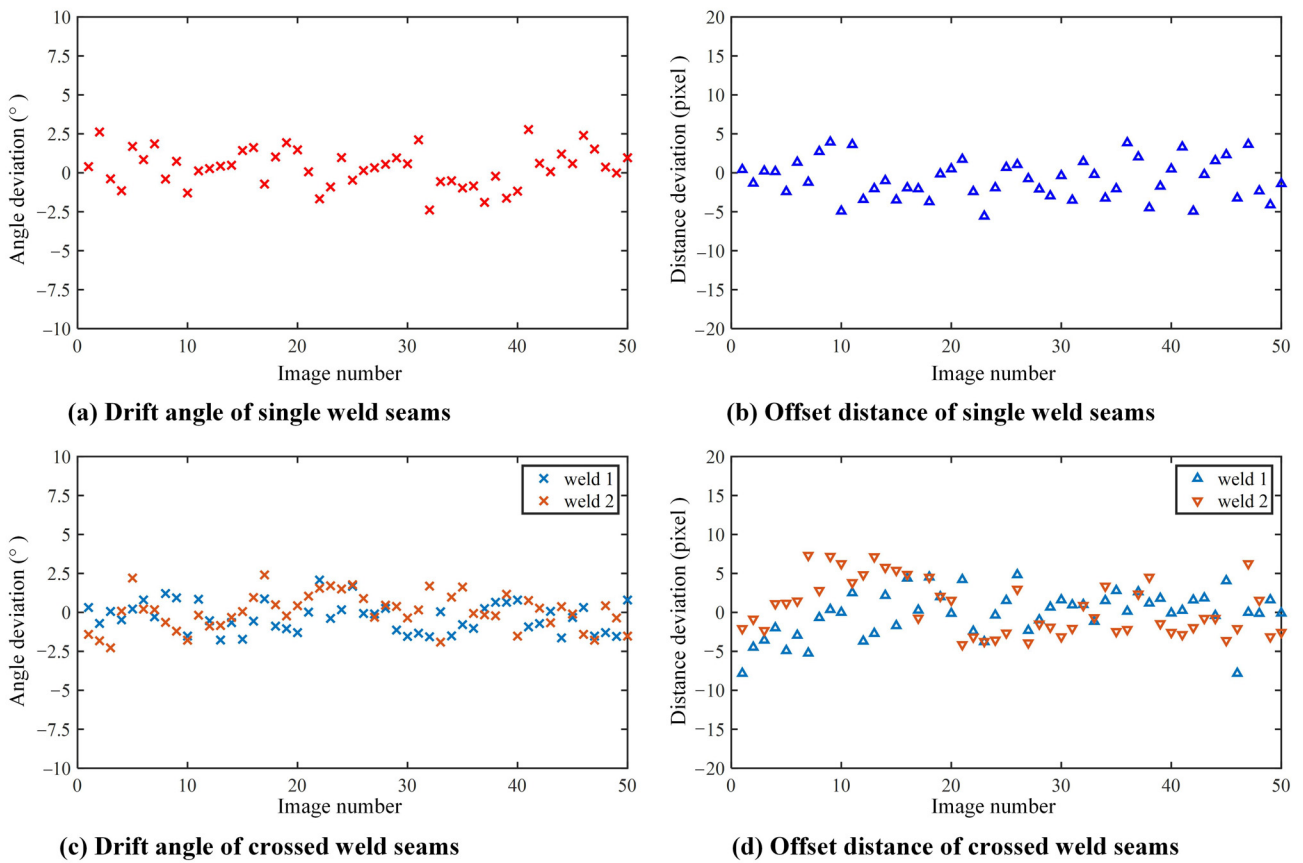 10
7.5
5
2.5
0
−2.5
−5
−7.5
−10
Angle deviation (°)
0 10 20 30 40 50
Image number
(a) Drift angle of single weld seams
20
15
10
5
0
−5
−10
−15
−20
Distance deviation (pixel)
0 10 20 30 40 50
Image number
(b) Offset distance of single weld seams
10
7.5
5
2.5
0
−2.5
−5
−7.5
−10
Angle deviation (°)
weld 1
weld 2
0 10 20 30 40 50
Image number
(c) Drift angle of crossed weld seams
20
15
10
5
0
−5
−10
−15
−20
Distance deviation (pixel)
weld 1
weld 2
0 10 20 30 40 50
Image number
(d) Offset distance of crossed weld seams